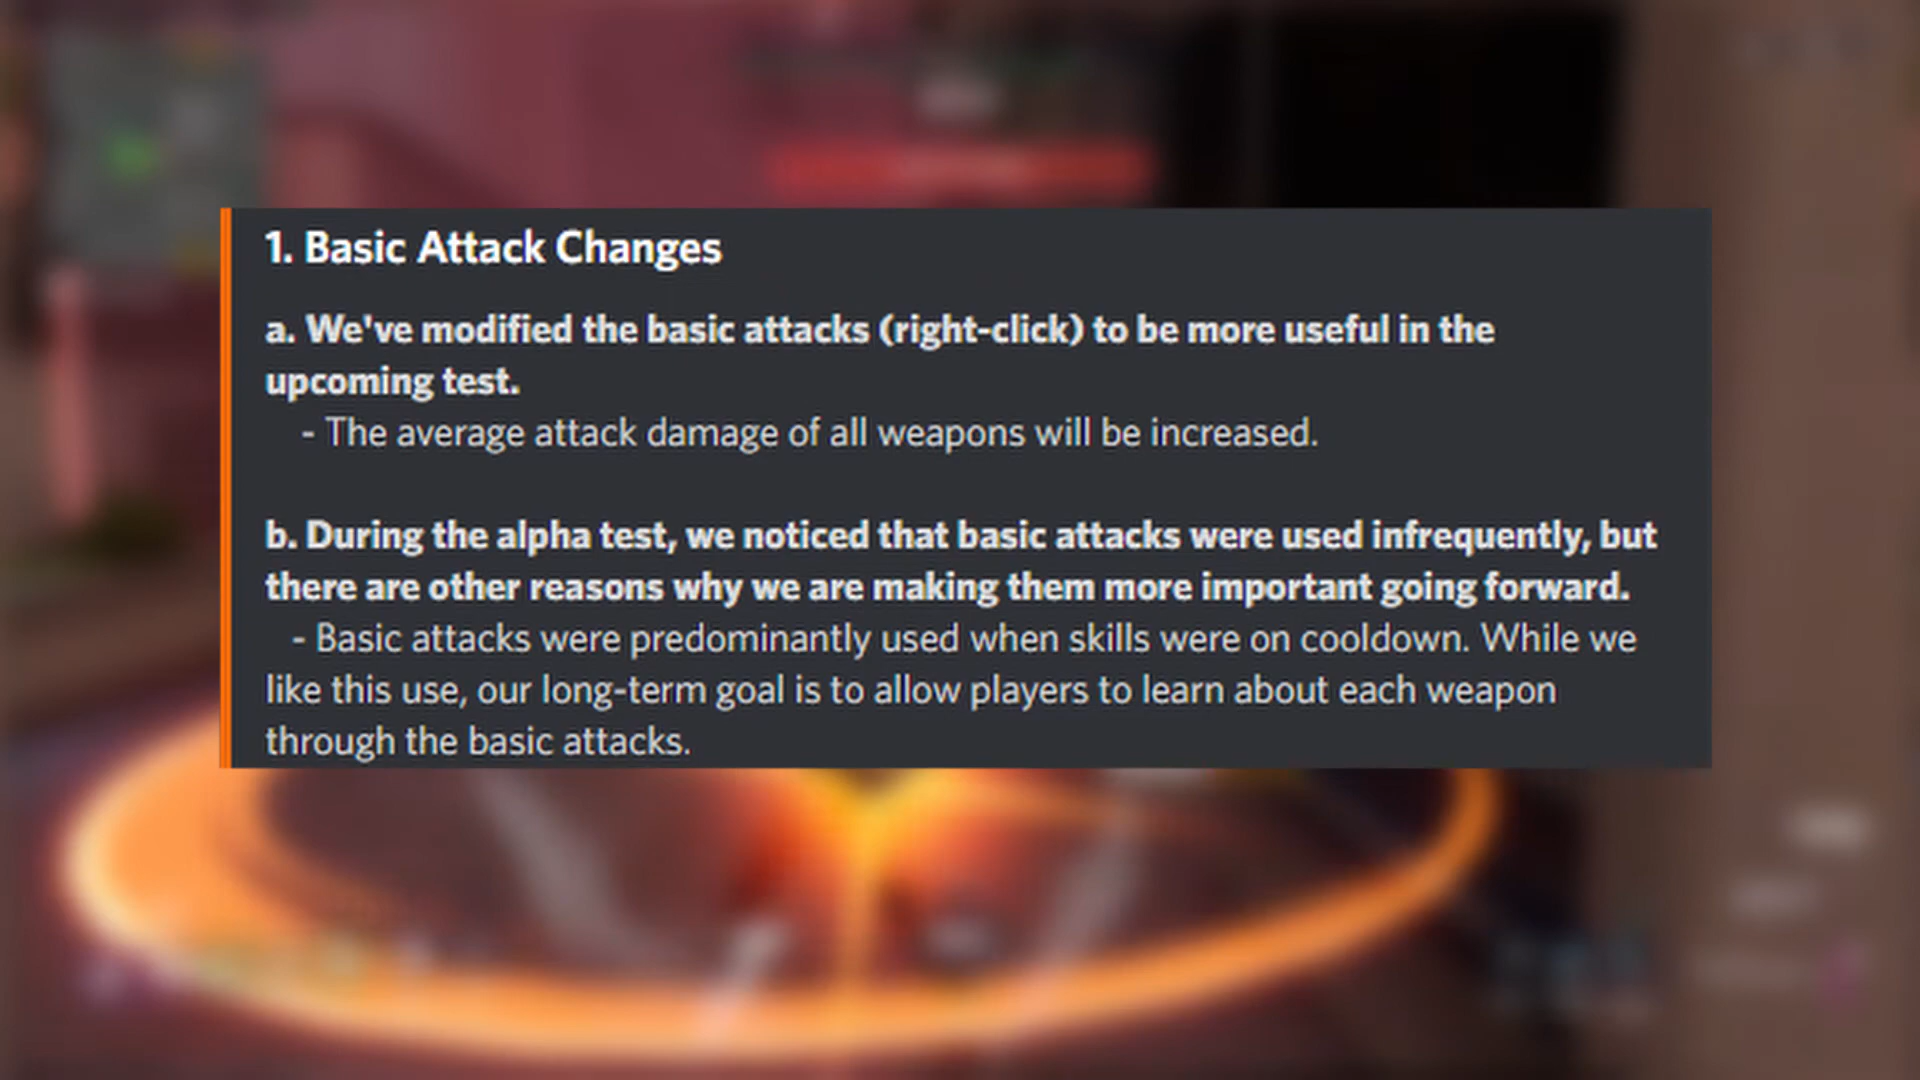 1. Basic Attack Changes
a. We've modified the basic attacks (right-click) to be more useful in the
upcoming test.
- The average attack damage of all weapons will be increased.
b. During the alpha test, we noticed that basic attacks were used infrequently, but
there are other reasons why we are making them more important going forward.
- Basic attacks were predominantly used when skills were on cooldown. While we
like this use, our long-term goal is to allow players to learn about each weapon
through the basic attacks.